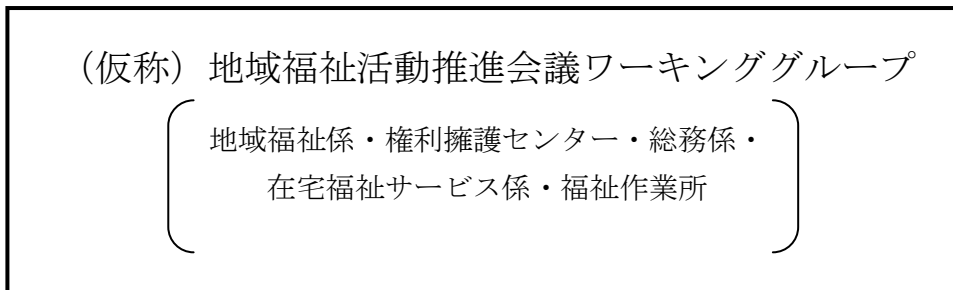 （仮称）地域福祉活動推進会議ワーキンググループ
地域福祉係・権利擁護センター・総務係・
在宅福祉サービス係・福祉作業所